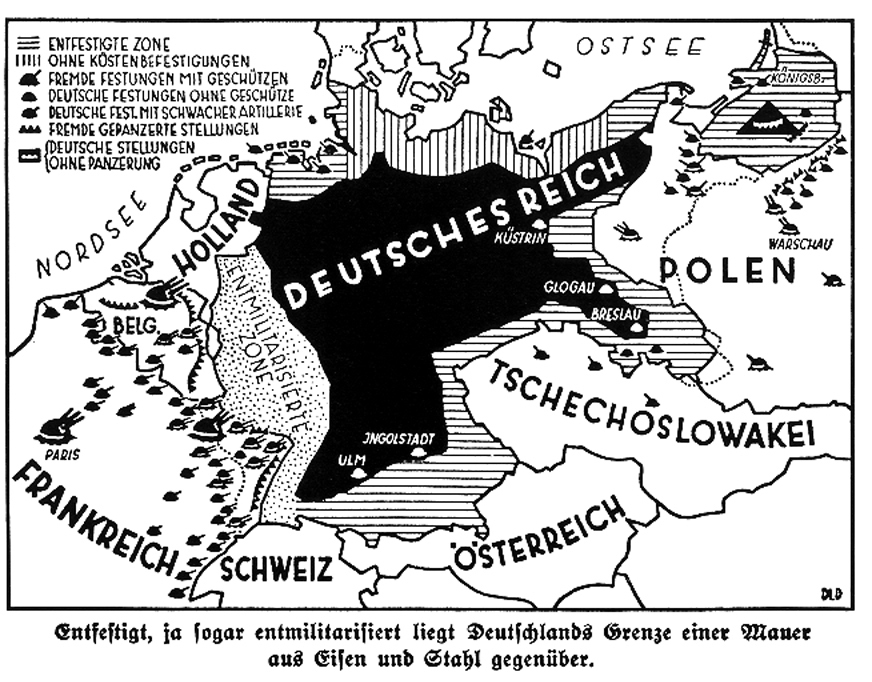 ENTFESTIGTE ZONE
OHNE KÜSTENBEFESTIGUNGEN
FREMDE FESTUNGEN MIT GESCHÜTZEN
DEUTSCHE FESTUNGEN OHNE GESCHÜTZE
DEUTSCHE FEST. MIT SCHWACHER ARTILLERIE
FREMDE GEPANZERTE STELLUNGEN
DEUTSCHE STELLUNGEN
OHNE PANZERUNG
OSTSEE
KÖNIGSB.
NORDSEE
HOLLAND
DEUTSCHES REICH
KÜSTRIN
WARSCHAU
POLEN
GLOGAU
BRESLAU
BELG.
ENTMILITARISIERTE
ZONE
TSCHECHOSLOWAKEI
PARIS
INGOLSTADT
ULM
FRANKREICH
SCHWEIZ
ÖSTERREICH
DLD
Entfestigt, ja sogar entmilitarisiert liegt Deutschlands Grenze einer Mauer
aus Eisen und Stahl gegenüber.